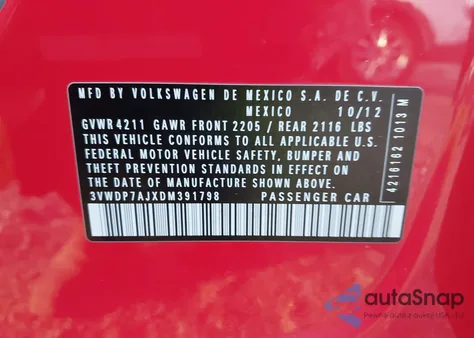 MFD BY VOLKSWAGEN DE MEXICO S.A. DE C.V.
MEXICO 10/12
GVWR 4211 GAWR FRONT 2205 / REAR 2116 LBS
THIS VEHICLE CONFORMS TO ALL APPLICABLE U.S.
FEDERAL MOTOR VEHICLE SAFETY, BUMPER AND
THEFT PREVENTION STANDARDS IN EFFECT ON
THE DATE OF MANUFACTURE SHOWN ABOVE.
3VWDP7AJXDM391798 PASSENGER CAR
4216162 1013 M
autoSnap